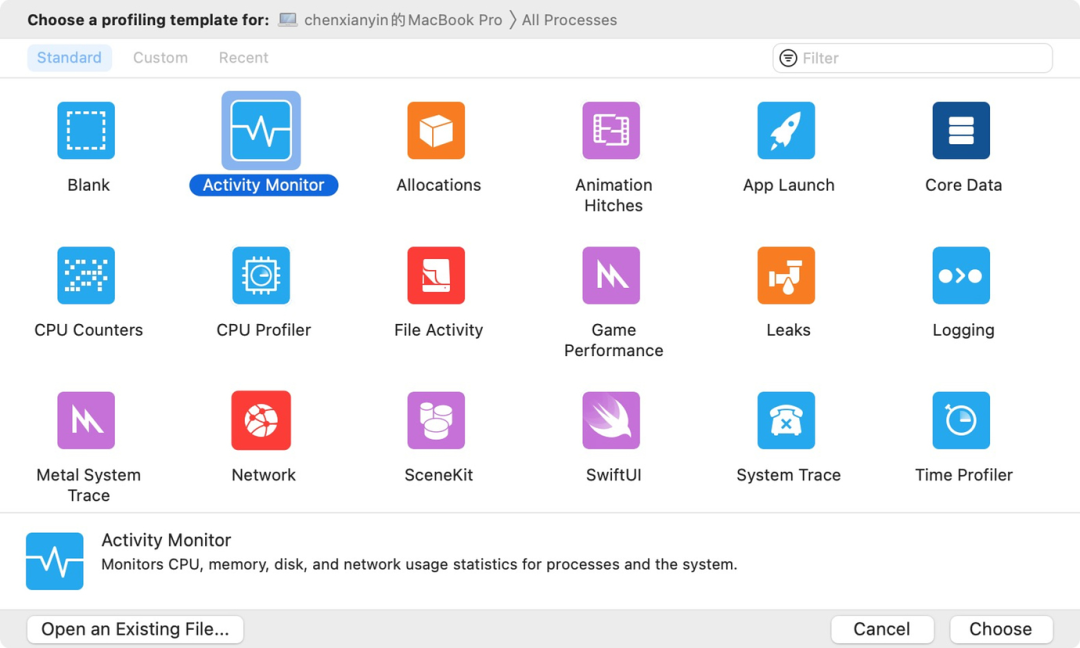 Choose a profiling template for: chenxianyin的MacBook Pro 〉All Processes
Standard Custom Recent Filter
Blank
Activity Monitor
Allocations
Animation
Hitches
App Launch
Core Data
CPU Counters
CPU Profiler
File Activity
Game
Performance
Leaks
Logging
Metal System
Trace
Network
SceneKit
SwiftUI
System Trace
Time Profiler
Activity Monitor
Monitors CPU, memory, disk, and network usage statistics for processes and the system.
Open an Existing File... Cancel Choose